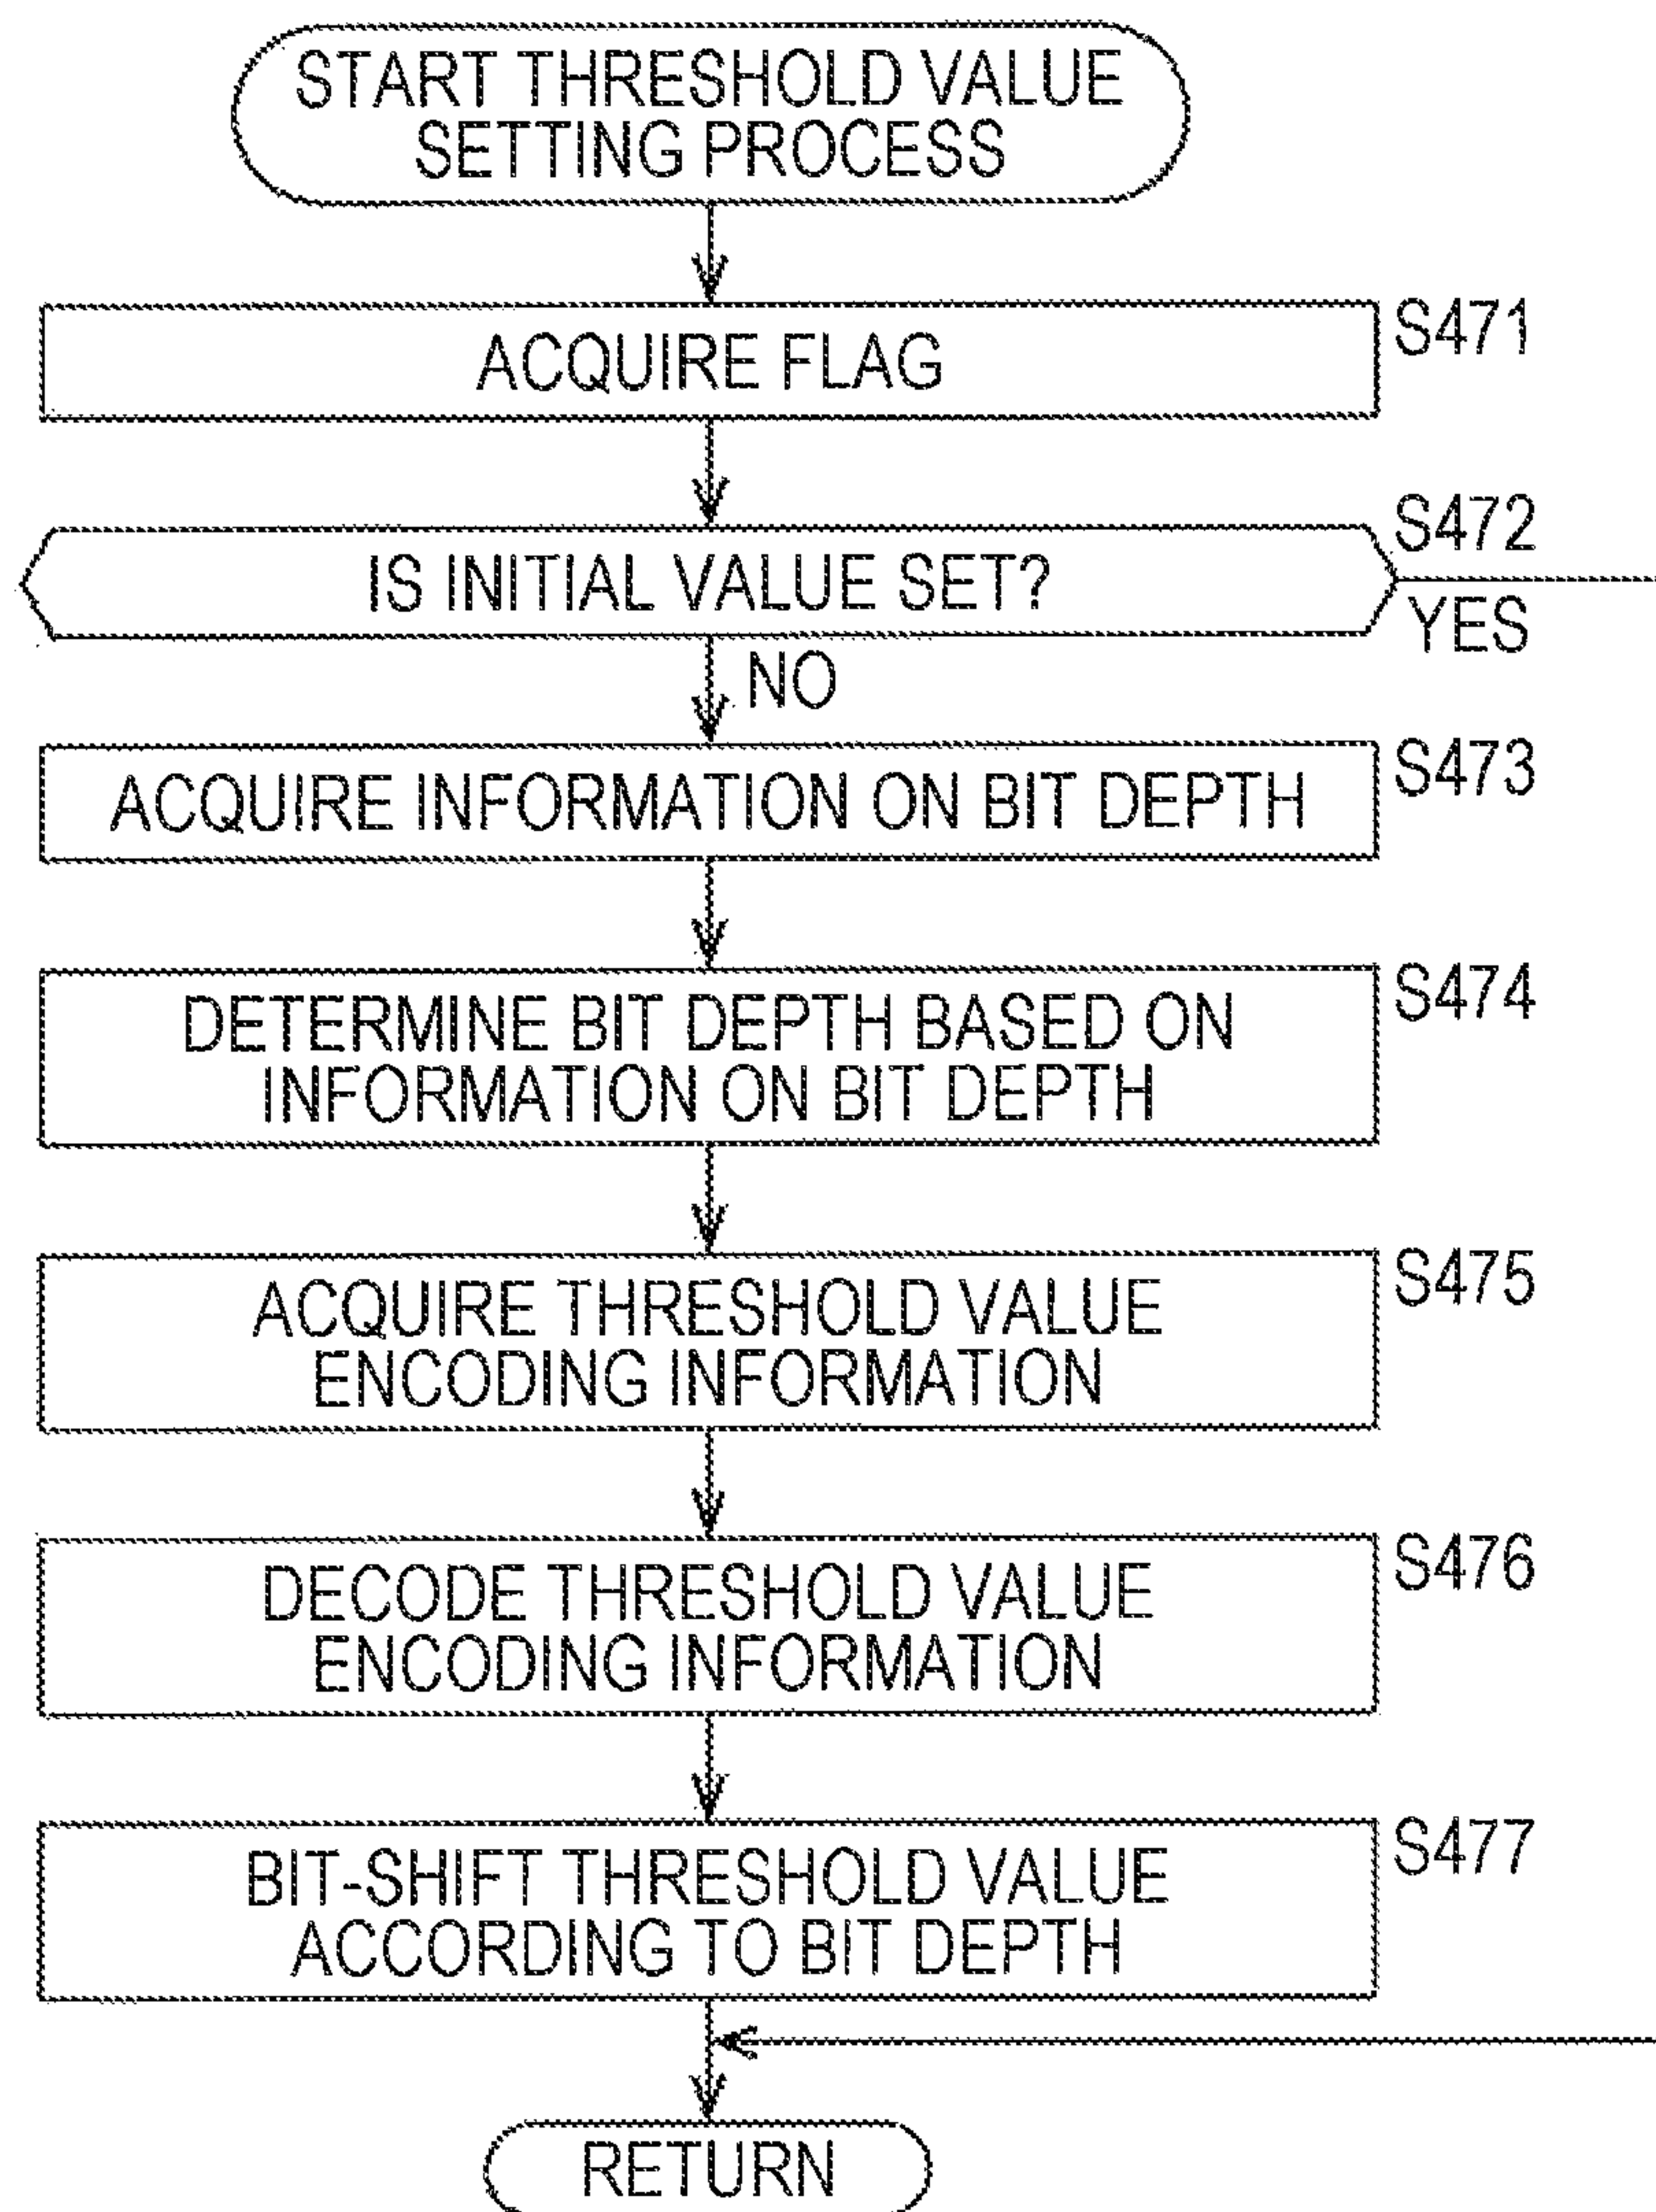 START THRESHOLD VALUE
SETTING PROCESS
ACQUIRE FLAG
S471
IS INITIAL VALUE SET?
S472
YES
NO
ACQUIRE INFORMATION ON BIT DEPTH
S473
DETERMINE BIT DEPTH BASED ON
INFORMATION ON BIT DEPTH
S474
ACQUIRE THRESHOLD VALUE
ENCODING INFORMATION
S475
DECODE THRESHOLD VALUE
ENCODING INFORMATION
S476
BIT-SHIFT THRESHOLD VALUE
ACCORDING TO BIT DEPTH
S477
RETURN